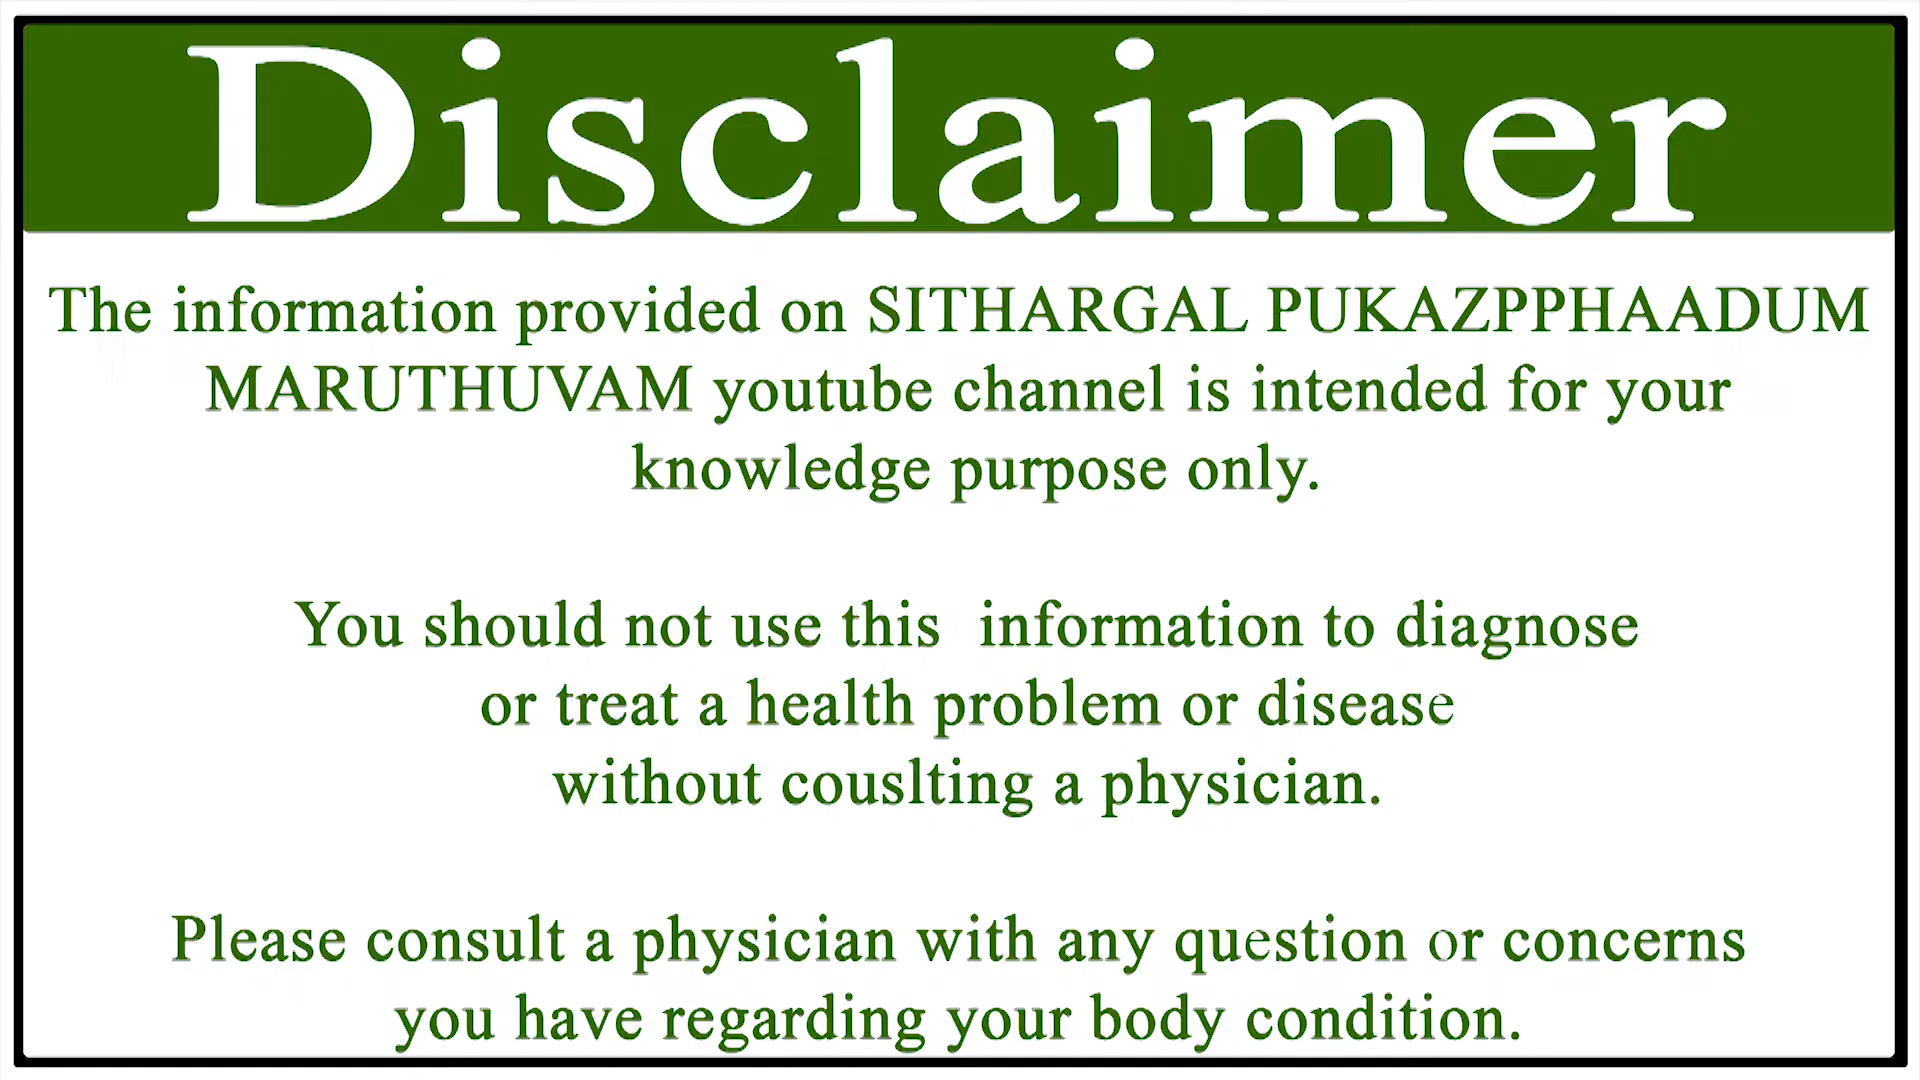 Disclaimer
The information provided on SITHARGAL PUKAZPPHAADUM
MARUTHUVAM youtube channel is intended for your
knowledge purpose only.
You should not use this  information to diagnose
or treat a health problem or disease
without couslting a physician.
Please consult a physician with any question or concerns
you have regarding your body condition.